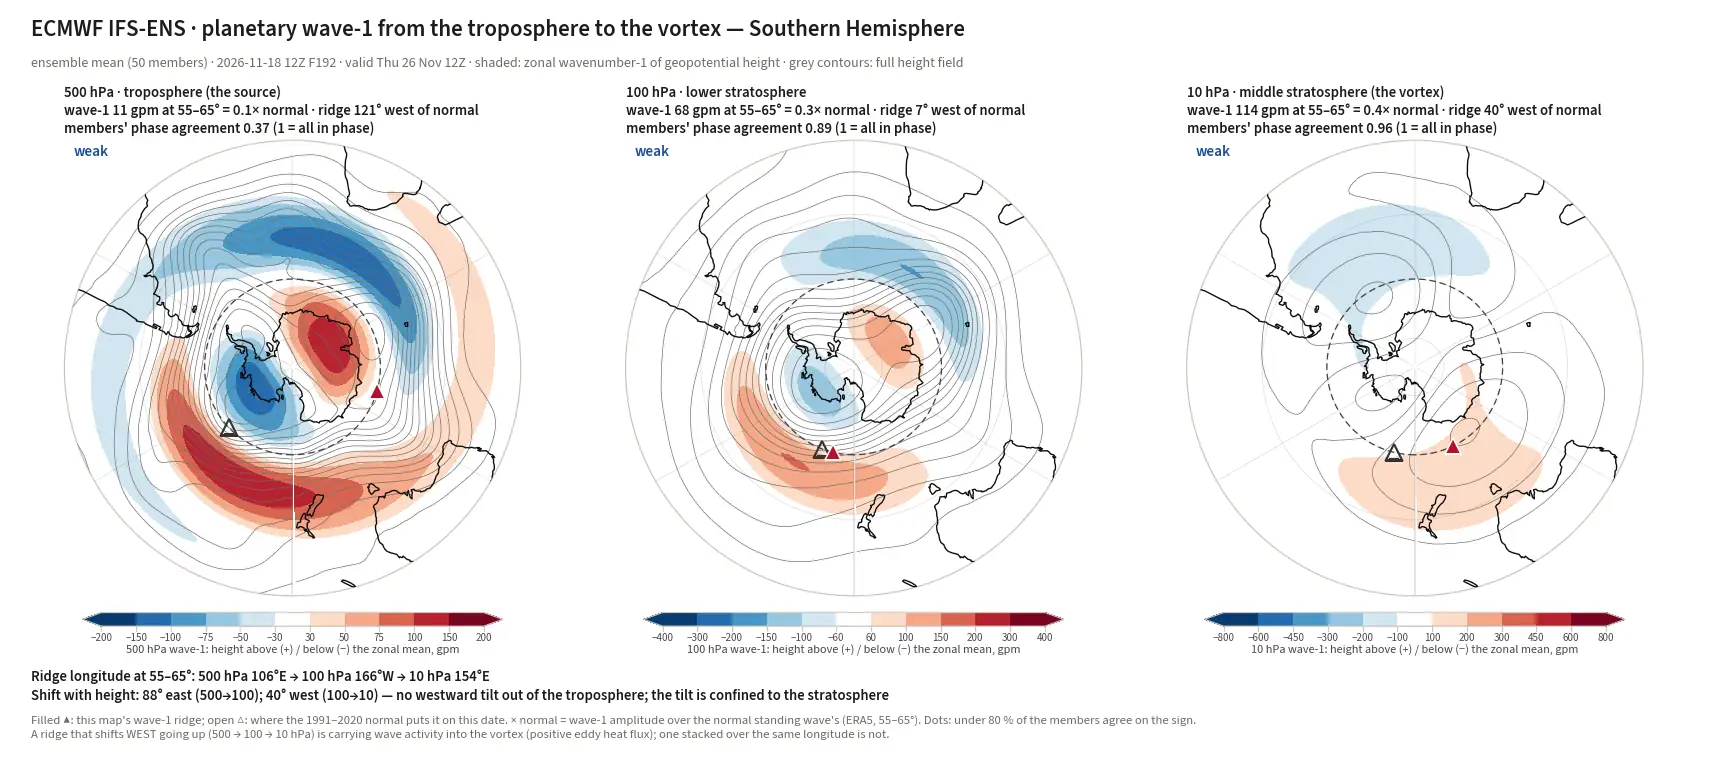 ECMWF IFS-ENS · planetary wave-1 from the troposphere to the vortex — Southern Hemisphere
ensemble mean (50 members) · 2026-11-18 12Z F192 · valid Thu 26 Nov 12Z · shaded: zonal wavenumber-1 of geopotential height · grey contours: full height field
500 hPa · troposphere (the source)
wave-1 11 gpm at 55–65° = 0.1× normal · ridge 121° west of normal
members' phase agreement 0.37 (1 = all in phase)
weak
100 hPa · lower stratosphere
wave-1 68 gpm at 55–65° = 0.3× normal · ridge 7° west of normal
members' phase agreement 0.89 (1 = all in phase)
weak
10 hPa · middle stratosphere (the vortex)
wave-1 114 gpm at 55–65° = 0.4× normal · ridge 40° west of normal
members' phase agreement 0.96 (1 = all in phase)
weak
−200 −150 −100 −75 −50 −30 30 50 75 100 150 200
500 hPa wave-1: height above (+) / below (−) the zonal mean, gpm
−400 −300 −200 −150 −100 −60 60 100 150 200 300 400
100 hPa wave-1: height above (+) / below (−) the zonal mean, gpm
−800 −600 −450 −300 −200 −100 100 200 300 450 600 800
10 hPa wave-1: height above (+) / below (−) the zonal mean, gpm
Ridge longitude at 55–65°: 500 hPa 106°E → 100 hPa 166°W → 10 hPa 154°E
Shift with height: 88° east (500→100); 40° west (100→10) — no westward tilt out of the troposphere; the tilt is confined to the stratosphere
Filled ▲: this map's wave-1 ridge; open △: where the 1991–2020 normal puts it on this date. × normal = wave-1 amplitude over the normal standing wave's (ERA5, 55–65°). Dots: under 80 % of the members agree on the sign.
A ridge that shifts WEST going up (500 → 100 → 10 hPa) is carrying wave activity into the vortex (positive eddy heat flux); one stacked over the same longitude is not.